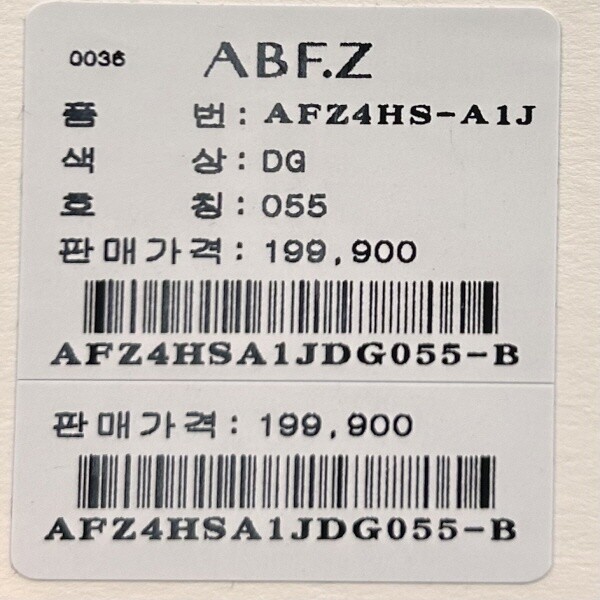 0036 ABF.Z
품 번: AFZ4HS-A1J
색 상: DG
호 칭: 055
판매가격: 199,900
AFZ4HSA1JDG055-B
판매가격: 199,900
AFZ4HSA1JDG055-B